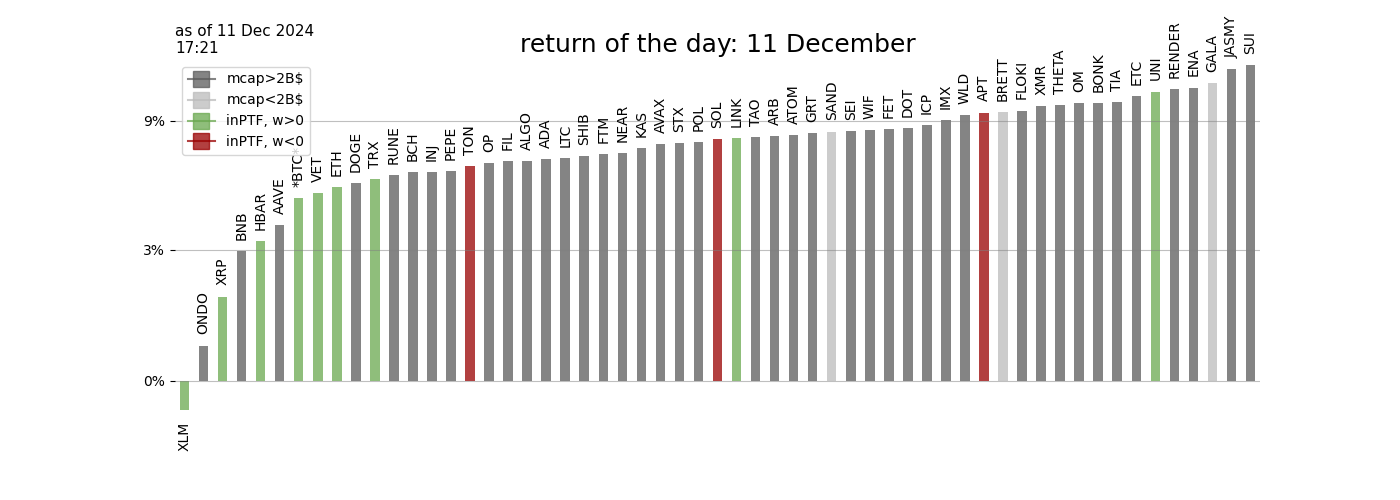 as of 11 Dec 2024
17:21
return of the day: 11 December
mcap>2B$
mcap<2B$
inPTF, w>0
inPTF, w<0
9%
3%
0%
XLM
ONDO
XRP
BNB
HBAR
AAVE
*BTC*
VET
ETH
DOGE
TRX
RUNE
BCH
INJ
PEPE
TON
OP
FIL
ALGO
ADA
LTC
SHIB
FTM
NEAR
KAS
AVAX
STX
POL
SOL
LINK
TAO
ARB
ATOM
GRT
SAND
SEI
WIF
FET
DOT
ICP
IMX
WLD
APT
BRETT
FLOKI
XMR
THETA
OM
BONK
TIA
ETC
UNI
RENDER
ENA
GALA
JASMY
SUI